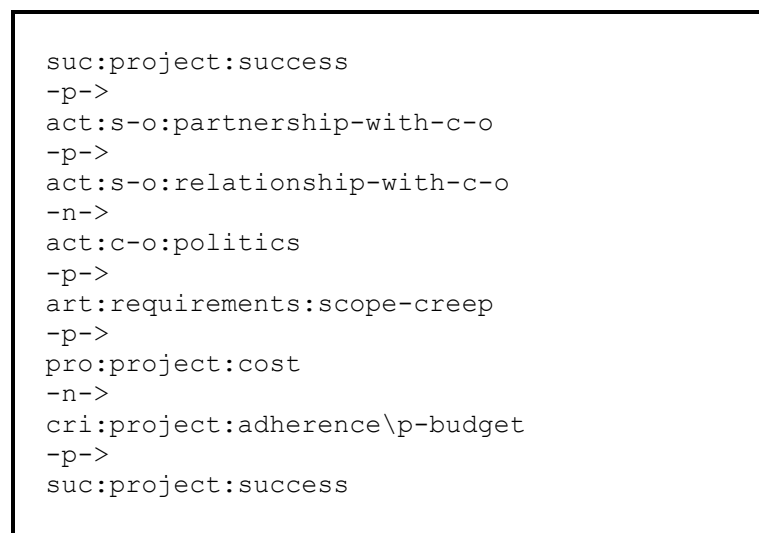 suc:project:success
-p->
act:s-o:partnership-with-c-o
-p->
act:s-o:relationship-with-c-o
-n->
act:c-o:politics
-p->
art:requirements:scope-creep
-p->
pro:project:cost
-n->
cri:project:adherence\p-budget
-p->
suc:project:success